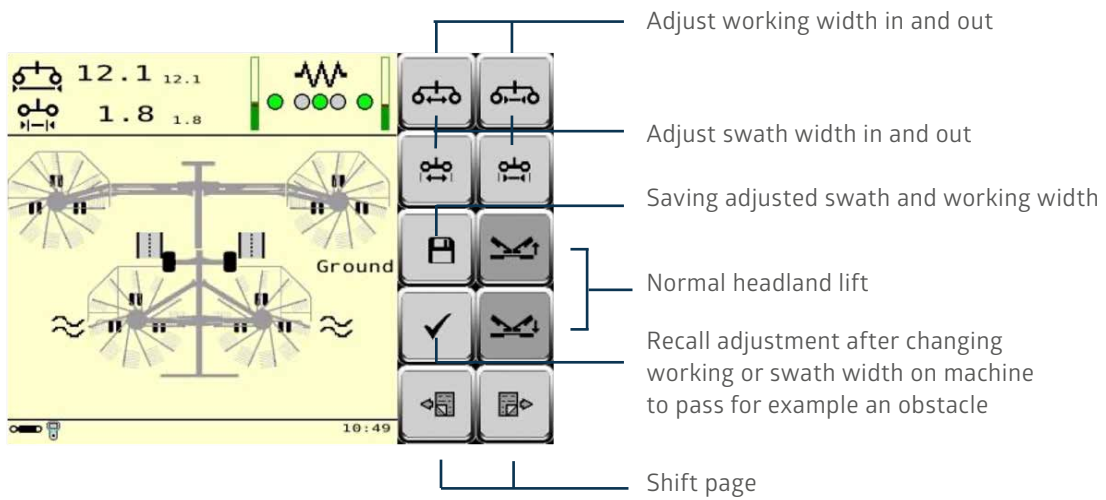 Adjust working width in and out
12.1 12.1
1.8 1.8
Adjust swath width in and out
Saving adjusted swath and working width
Ground
Normal headland lift
Recall adjustment after changing
working or swath width on machine
to pass for example an obstacle
10:49
Shift page